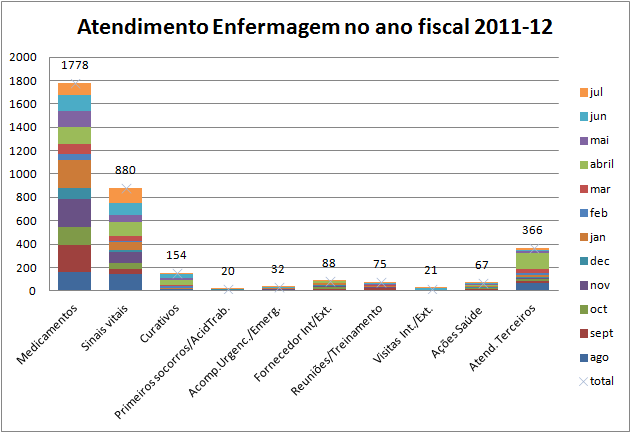 Atendimento Enfermagem no ano fiscal 2011-12
2000
1800
1600
1400
1200
1000
800
600
400
200
0
1778
880
154
20
32
88
75
21
67
366
Medicamentos
Sinais vitais
Curativos
Primeiros socorros/AcidTrab.
Acomp.Urgenc./Emerg.
Fornecedor Int/Ext.
Reuniões/Treinamento
Visitas Int./Ext.
Ações Saúde
Atend. Terceiros
jul
jun
mai
abril
mar
feb
jan
dec
nov
oct
sept
ago
total